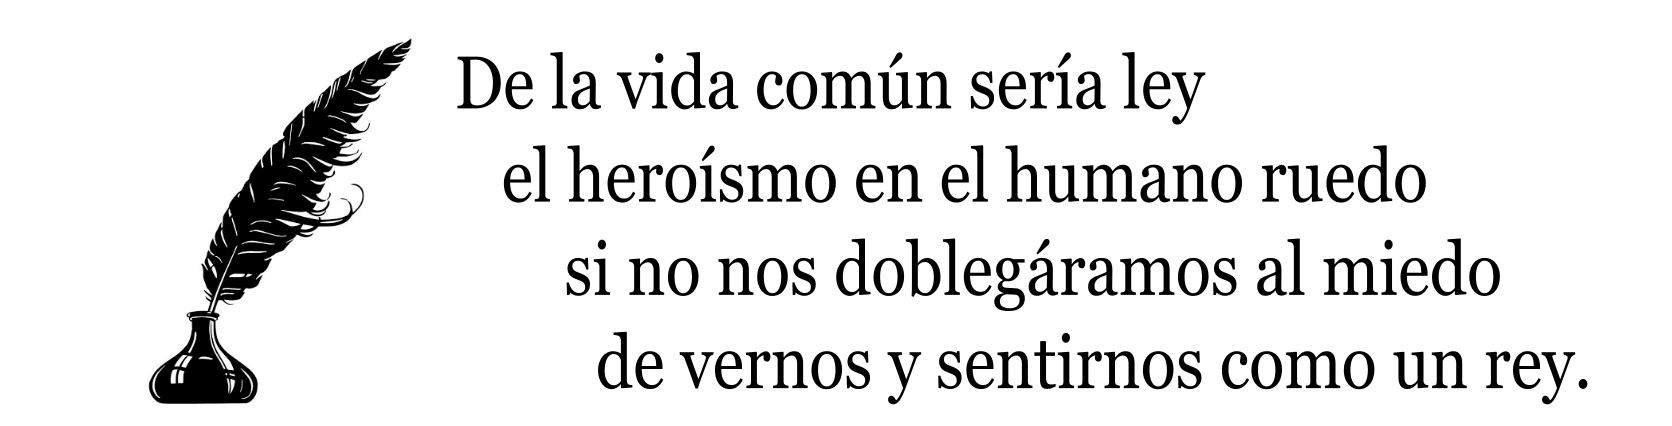 De la vida común sería ley
el heroísmo en el humano ruedo
si no nos doblegáramos al miedo
de vernos y sentirnos como un rey.